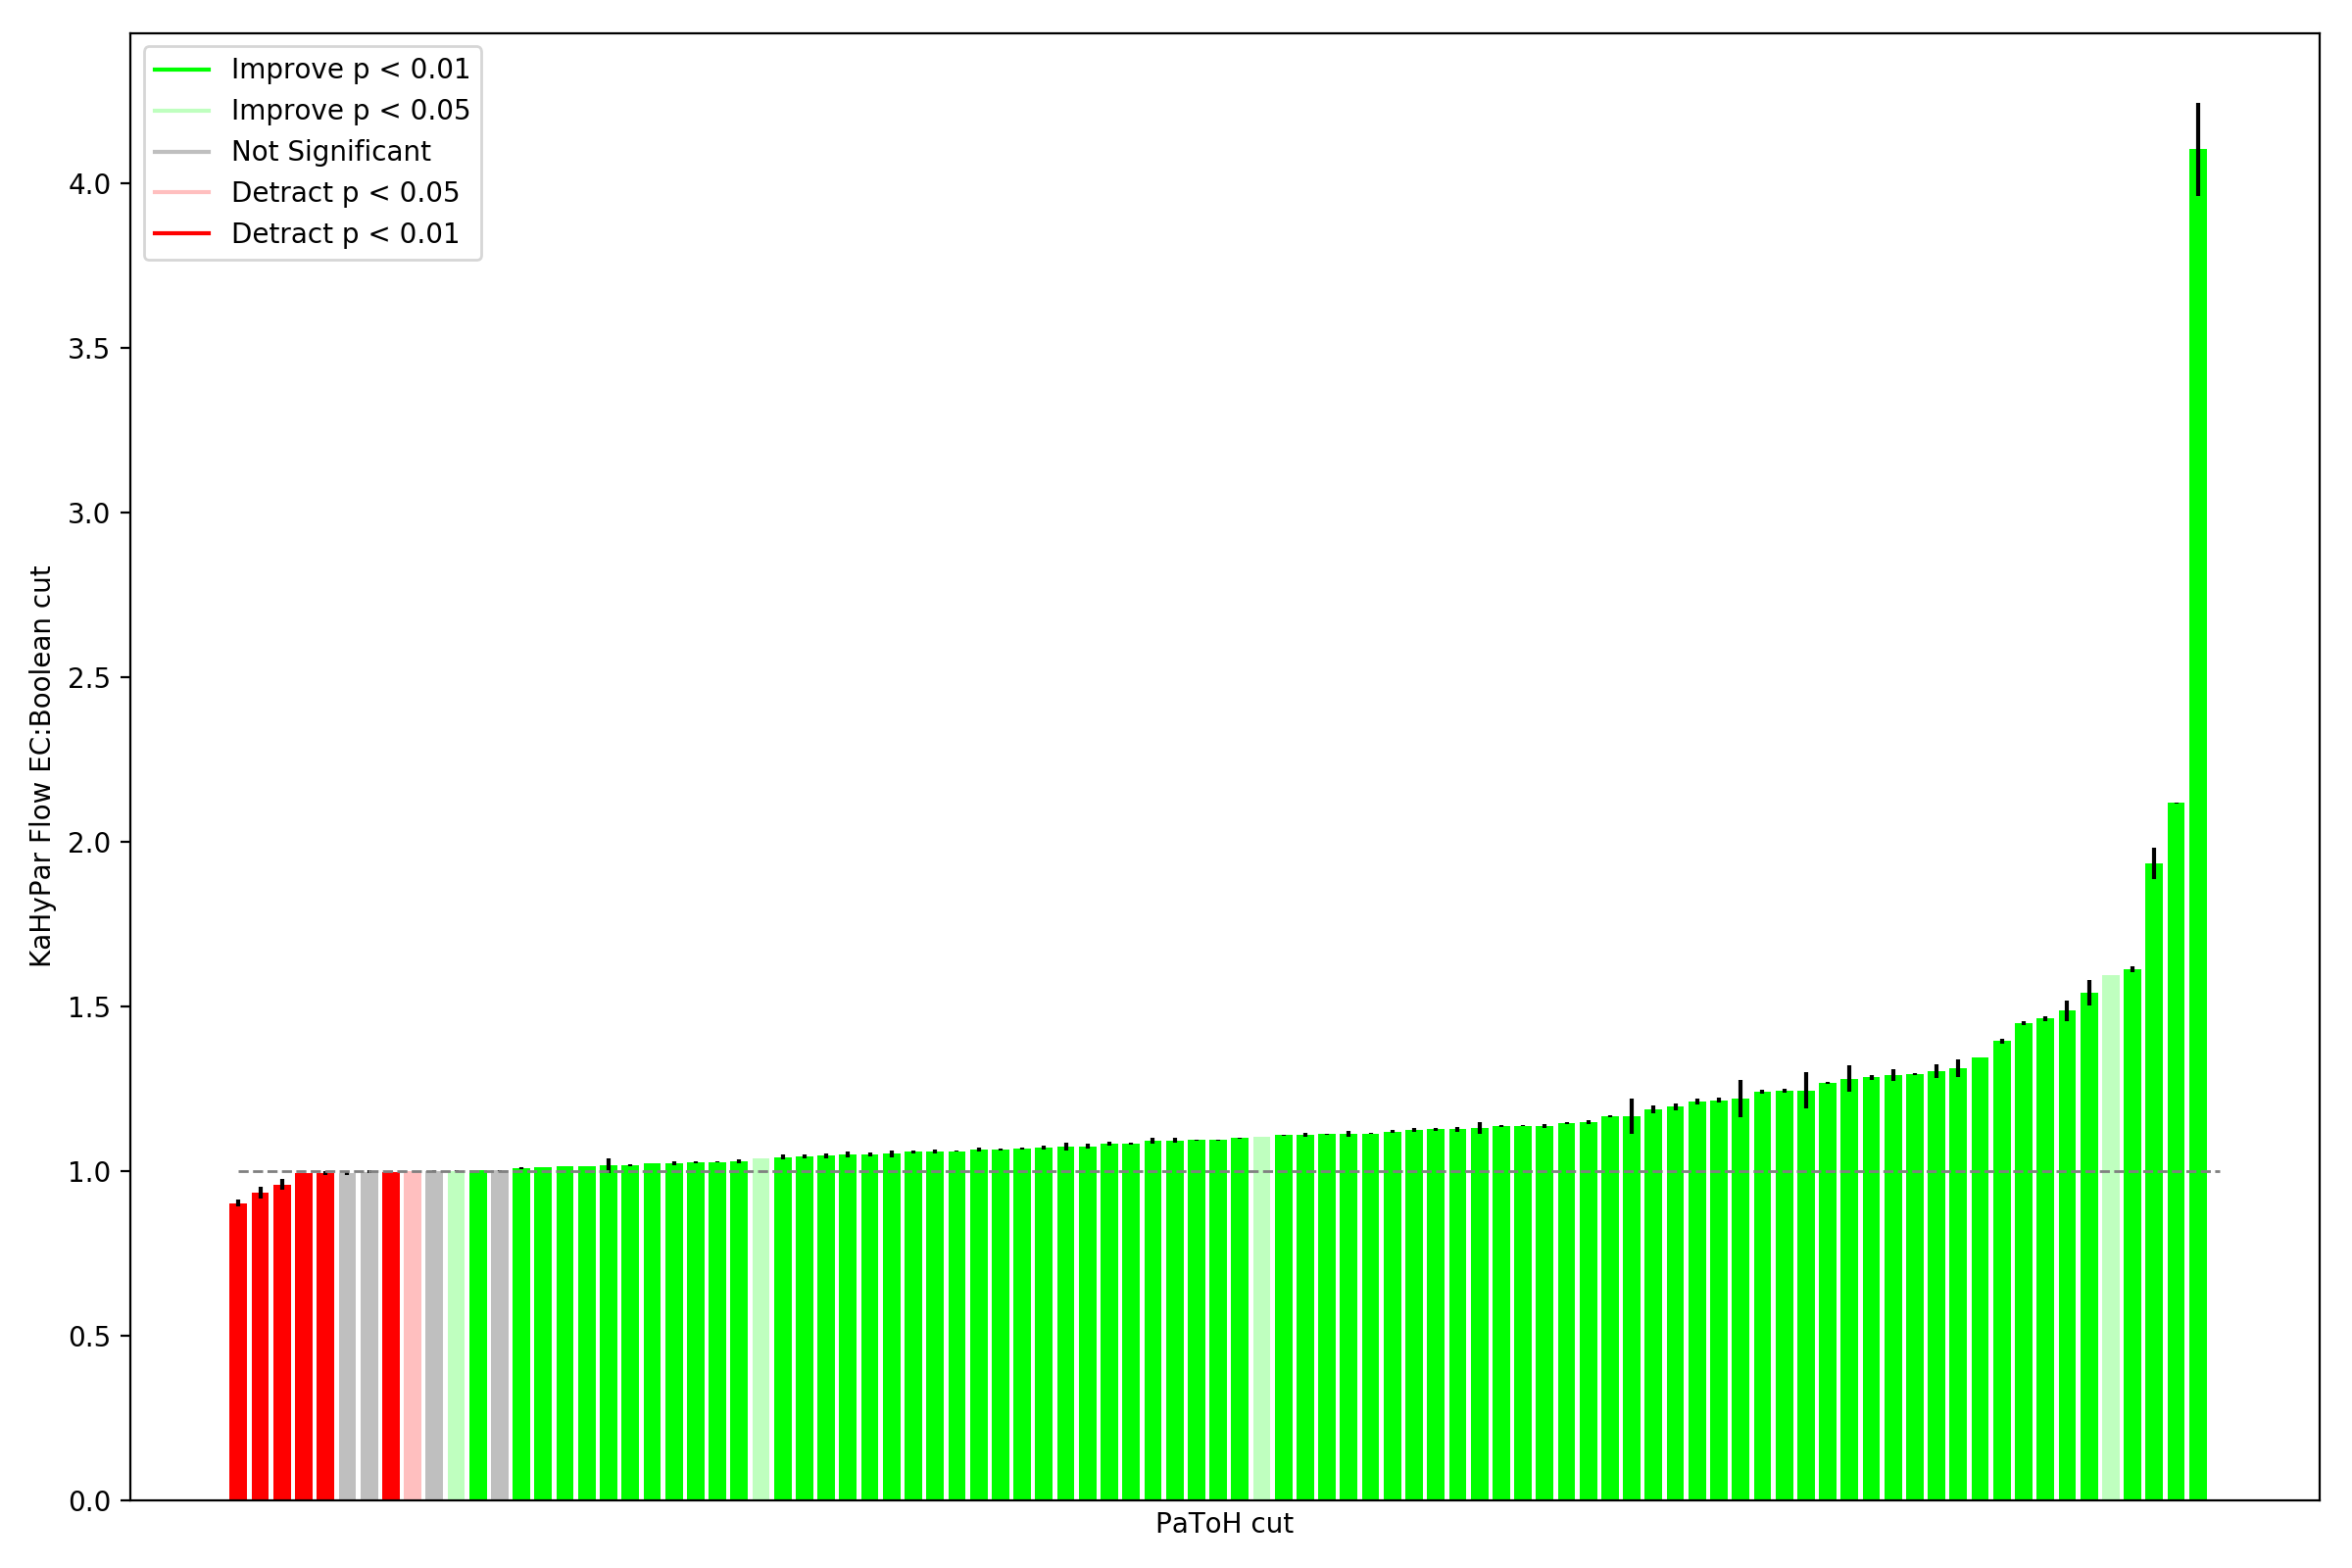 Improve p < 0.01
Improve p < 0.05
Not Significant
Detract p < 0.05
Detract p < 0.01
KaHyPar Flow EC:Boolean cut
4.0
3.5
3.0
2.5
2.0
1.5
1.0
0.5
0.0
PaToH cut